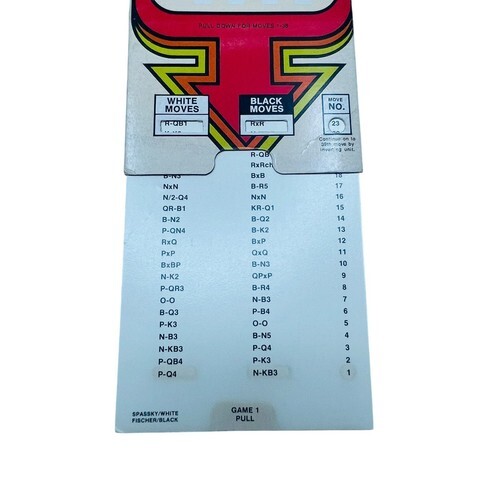 PULL DOWN FOR MOVES 1-18
WHITE MOVES BLACK MOVES MOVE NO.
R-QB1 RxR 23
Continuation to
58th move by
inverting unit.
R-QB
RxRch
B-N3 BxB 18
NxN B-R5 17
N/2-Q4 NxN 16
QR-B1 KR-Q1 15
B-N2 B-Q2 14
P-QN4 B-K2 13
RxQ BxP 12
PxP QxQ 11
BxBP B-N3 10
N-K2 QPxP 9
P-QR3 B-R4 8
O-O N-B3 7
B-Q3 P-B4 6
P-K3 O-O 5
N-B3 B-N5 4
N-KB3 P-Q4 3
P-QB4 P-K3 2
P-Q4 N-KB3 1
SPASSKY/WHITE
FISCHER/BLACK
GAME 1
PULL